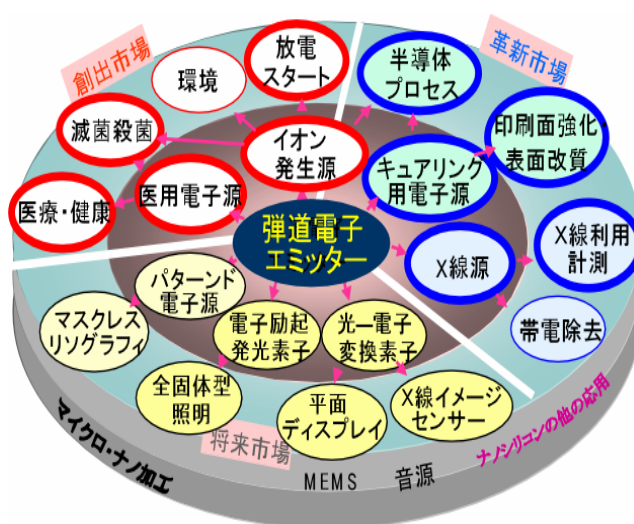 創出市場
革新市場
放電
スタート
環境
半導体
プロセス
滅菌殺菌
イオン
発生源
印刷面強化・
表面改質
キュアリング
用電子源
医療・健康
医用電子源
弾道電子
エミッター
X線源
X線利用
計測
パターンド
電子源
マスクレス
リソグラフィ
電子励起
発光素子
光―電子
変換素子
帯電除去
全固体型
照明
平面
ディスプレイ
X線イメージ
センサー
将来市場
マイクロ・ナノ加工
MEMS
音源
ナノシリコンの他の応用